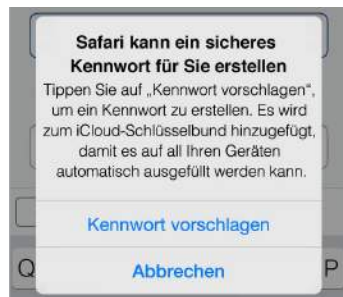 Safari kann ein sicheres
Kennwort für Sie erstellen
Tippen Sie auf „Kennwort vorschlagen“,
um ein Kennwort zu erstellen. Es wird
zum iCloud-Schlüsselbund hinzugefügt,
damit es auf all Ihren Geräten
automatisch ausgefüllt werden kann.
Kennwort vorschlagen
Q Abbrechen P